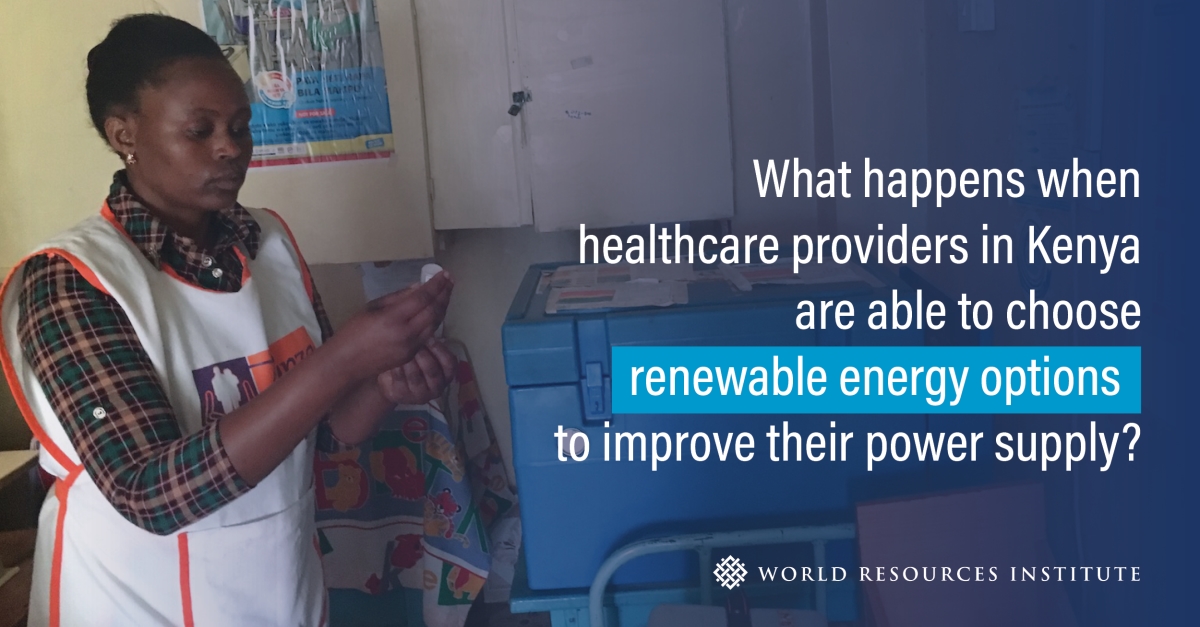 What happens when
healthcare providers in Kenya
are able to choose
renewable energy options
to improve their power supply?
WORLD RESOURCES INSTITUTE